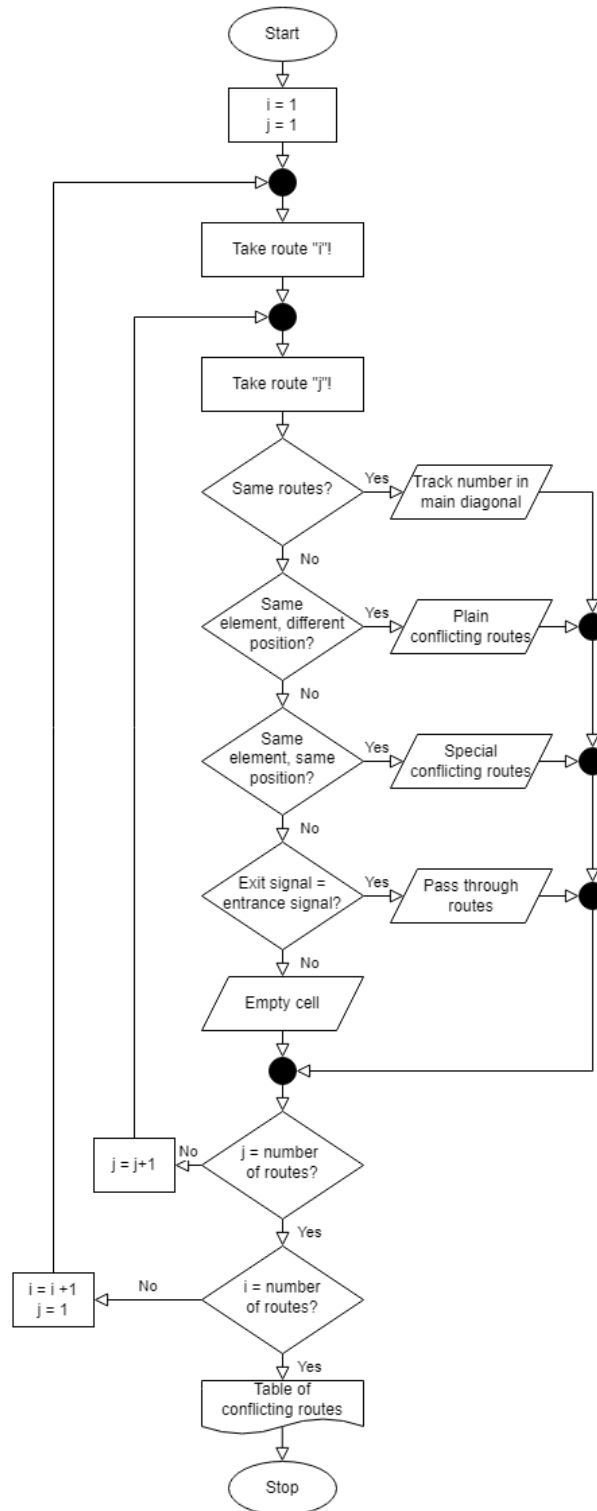 Start
i = 1
j = 1
Take route "i"!
Take route "j"!
Same routes?
Yes
Track number in
main diagonal
No
Same
element, different
position?
Yes
Plain
conflicting routes
No
Same
element, same
position?
Yes
Special
conflicting routes
No
Exit signal =
entrance signal?
Yes
Pass through
routes
No
Empty cell
j = number
of routes?
No
j = j+1
Yes
i = number
of routes?
No
i = i +1
j = 1
Yes
Table of
conflicting routes
Stop